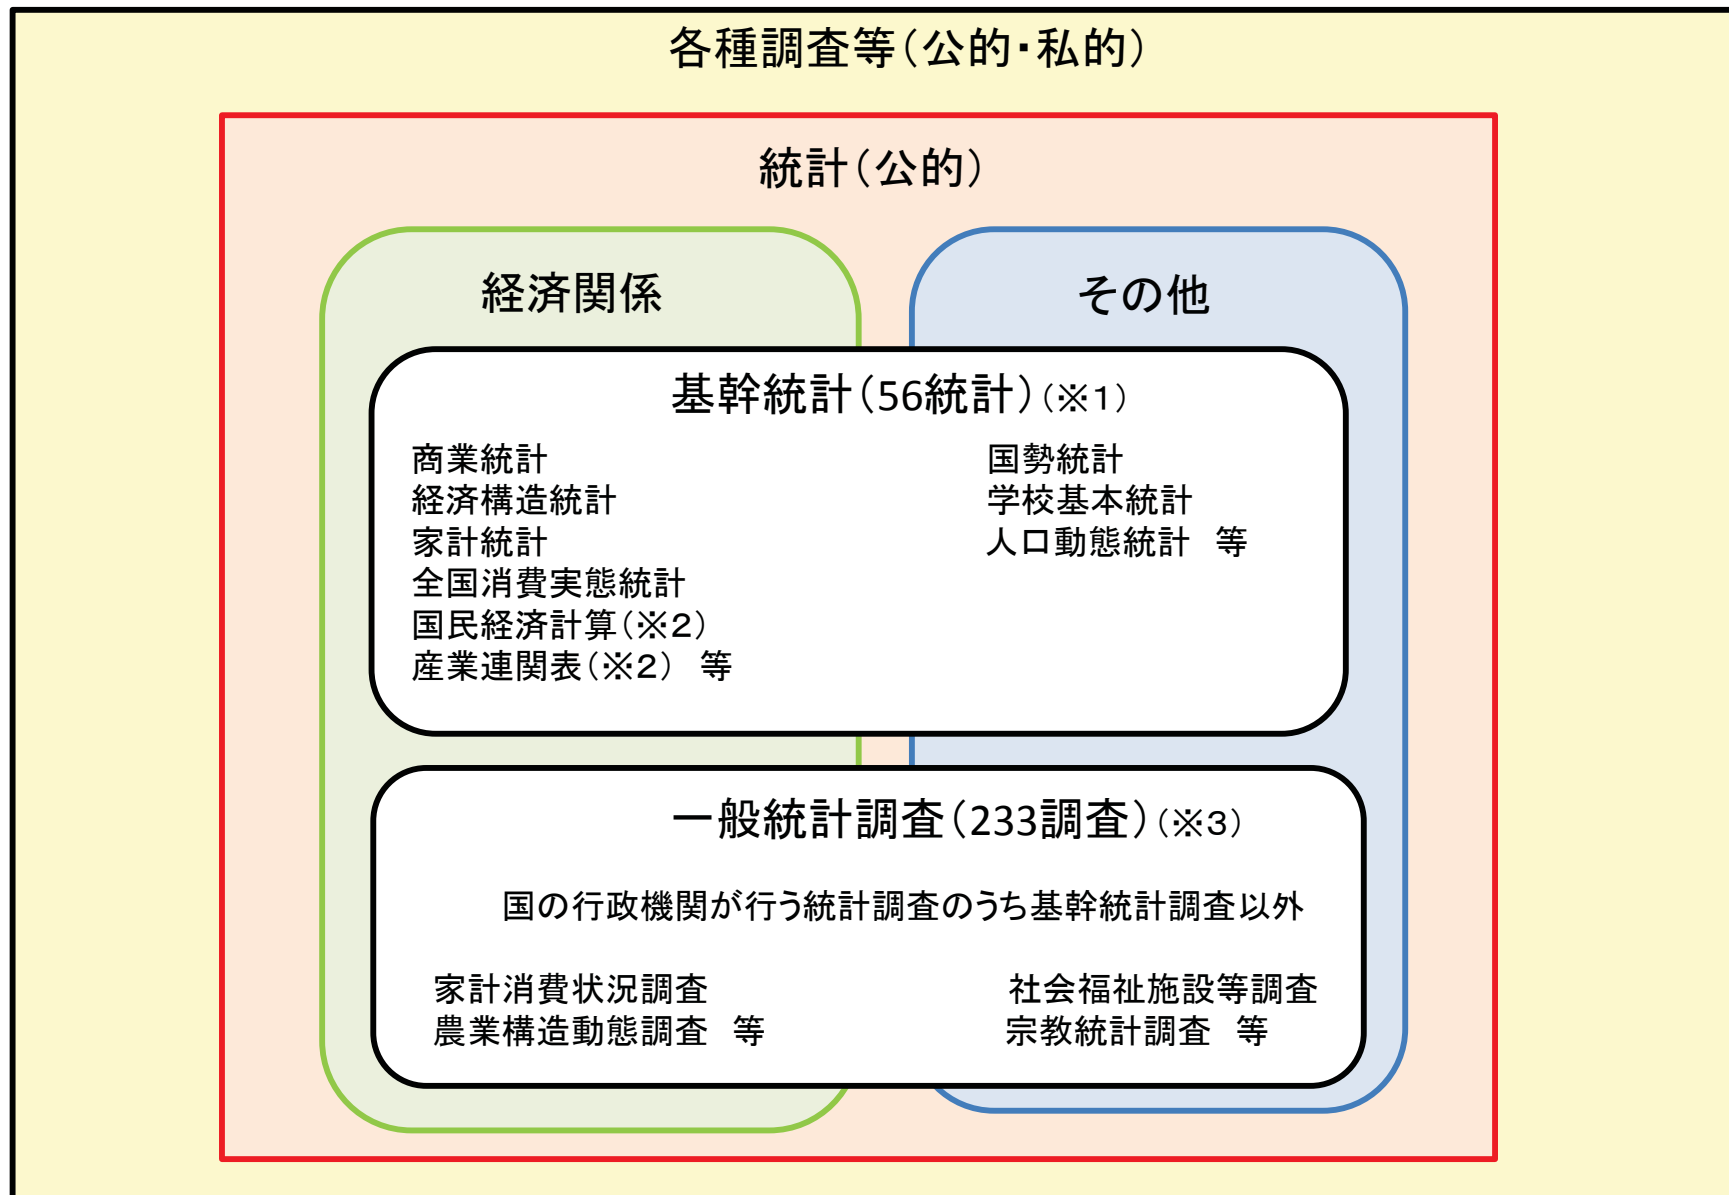 各種調査等（公的・私的）
統計（公的）
経済関係
その他
基幹統計（56統計）（※１）
商業統計
経済構造統計
家計統計
全国消費実態統計
国民経済計算（※２）
産業連関表（※２）　等
国勢統計
学校基本統計
人口動態統計　等
一般統計調査（233調査）（※３）
国の行政機関が行う統計調査のうち基幹統計調査以外
家計消費状況調査
農業構造動態調査　等
社会福祉施設等調査
宗教統計調査　等